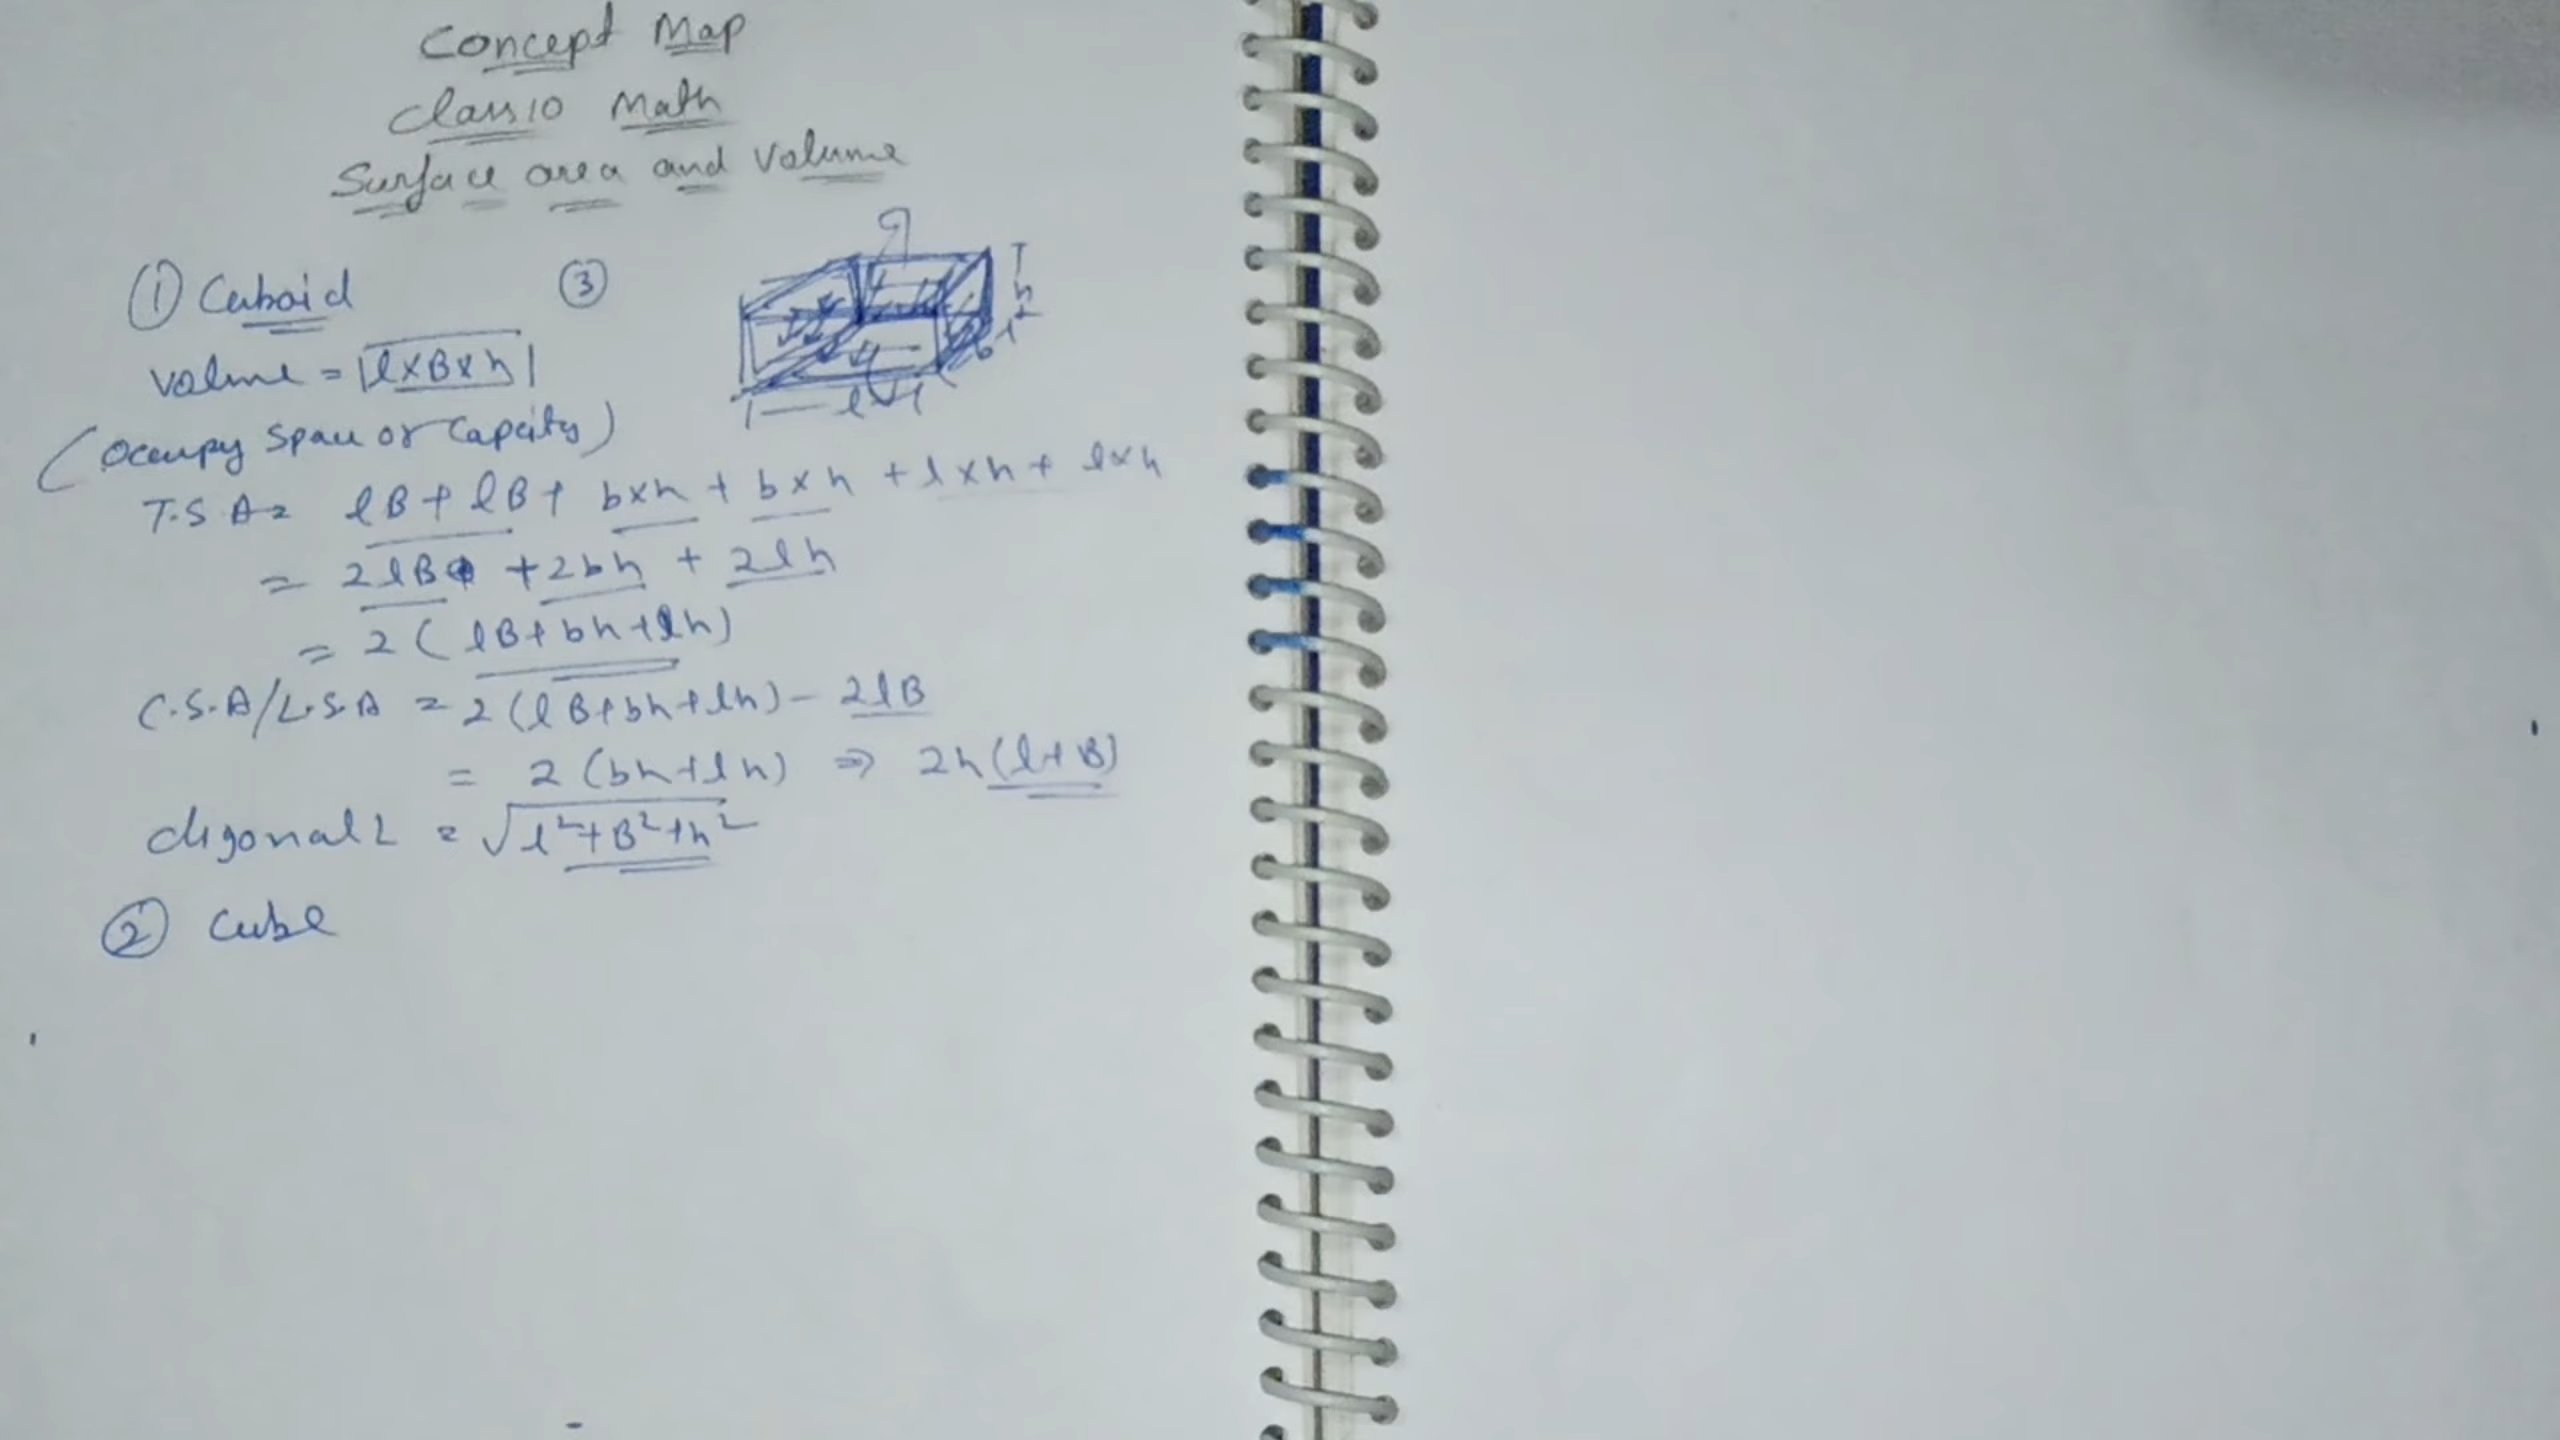 Concept Map
Class 10 Math
Surface area and Volume
① Cuboid ③
Volume = l×B×h
(Occupy Space or Capcity)
T.S.A = lB + lB + b×h + b×h + l×h + l×h
= 2lB + 2bh + 2lh
= 2(lB+bh+lh)
C.S.A/L.S.A = 2(lB+bh+lh) - 2lB
= 2(bh+lh) ⇒ 2h(l+B)
digonal = √l²+B²+h²
② Cube
h
b
l